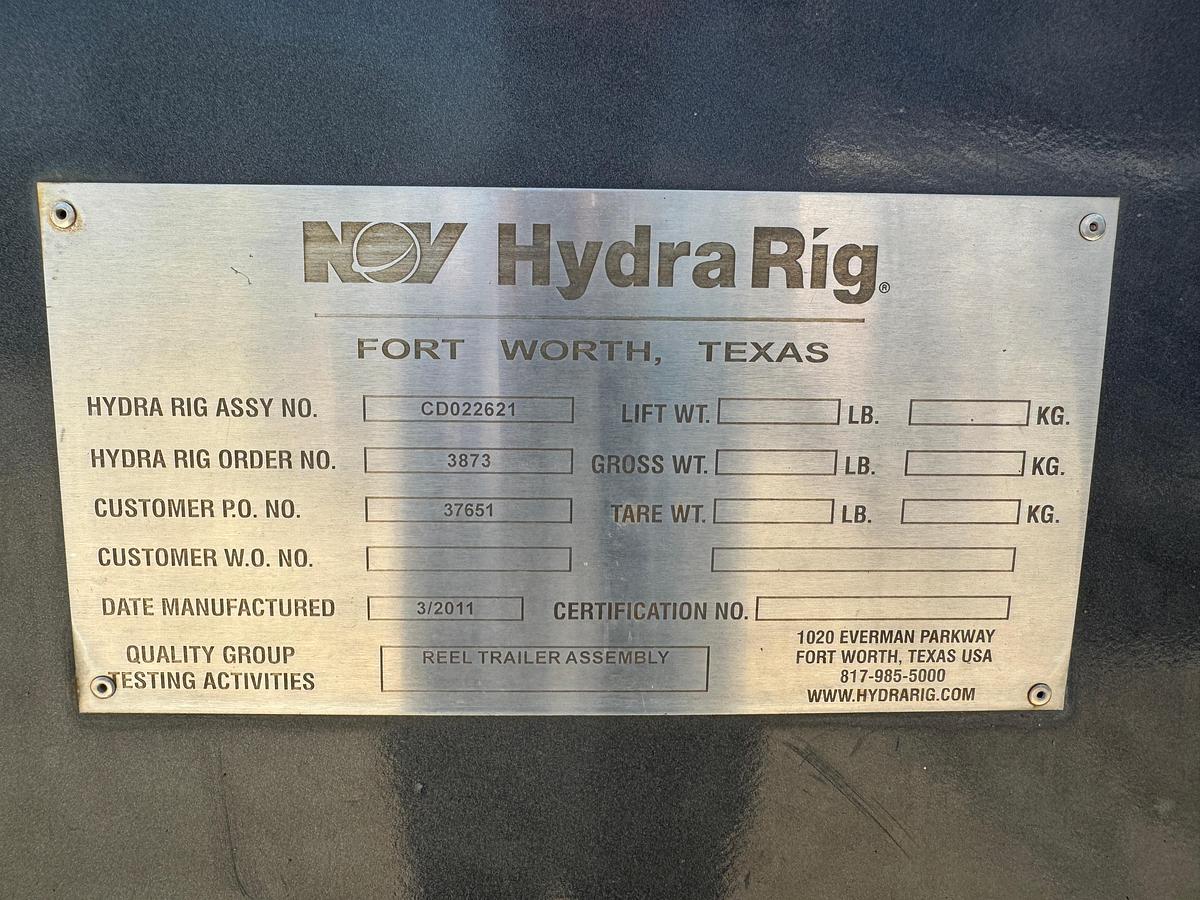 NOV Hydra Rig®
FORT WORTH, TEXAS
HYDRA RIG ASSY NO. CD022621 LIFT WT. LB. KG.
HYDRA RIG ORDER NO. 3873 GROSS WT. LB. KG.
CUSTOMER P.O. NO. 37651 TARE WT. LB. KG.
CUSTOMER W.O. NO.
DATE MANUFACTURED 3/2011 CERTIFICATION NO.
QUALITY GROUP
TESTING ACTIVITIES
REEL TRAILER ASSEMBLY
1020 EVERMAN PARKWAY
FORT WORTH, TEXAS USA
817-985-5000
WWW.HYDRARIG.COM